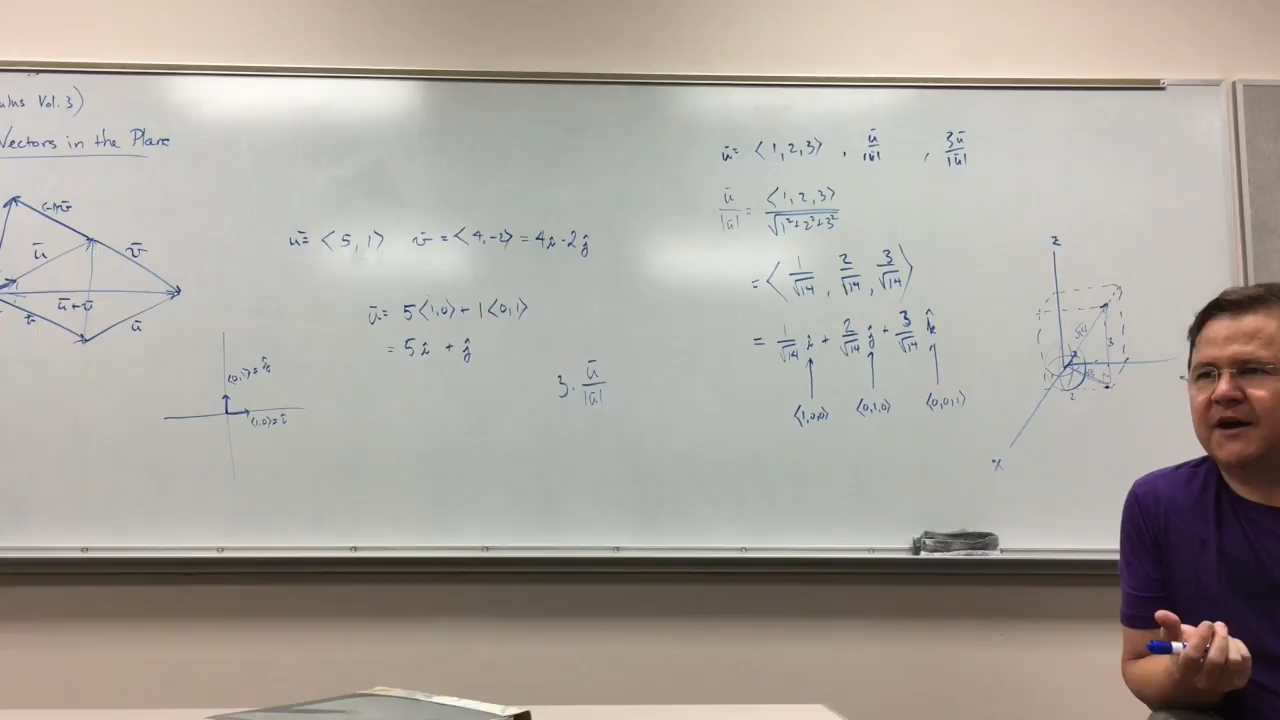 ulus Vol. 3)
Vectors in the Plane
ū
v̄
ū+v̄
v̄
ū
⟨0,1⟩=ĵ
⟨1,0⟩=î
ū=⟨5,1⟩ v̄=⟨4,-2⟩=4î-2ĵ
ū= 5⟨1,0⟩+1⟨0,1⟩
= 5î + ĵ
3· ū/|ū|
ū= ⟨1,2,3⟩ , ū/|ū| , 3ū/|ū|
ū/|ū| = ⟨1,2,3⟩/√1²+2²+3²
= ⟨1/√14, 2/√14, 3/√14⟩
= 1/√14 î + 2/√14 ĵ + 3/√14 k̂
⟨1,0,0⟩ ⟨0,1,0⟩ ⟨0,0,1⟩
z
√14
3
2
x